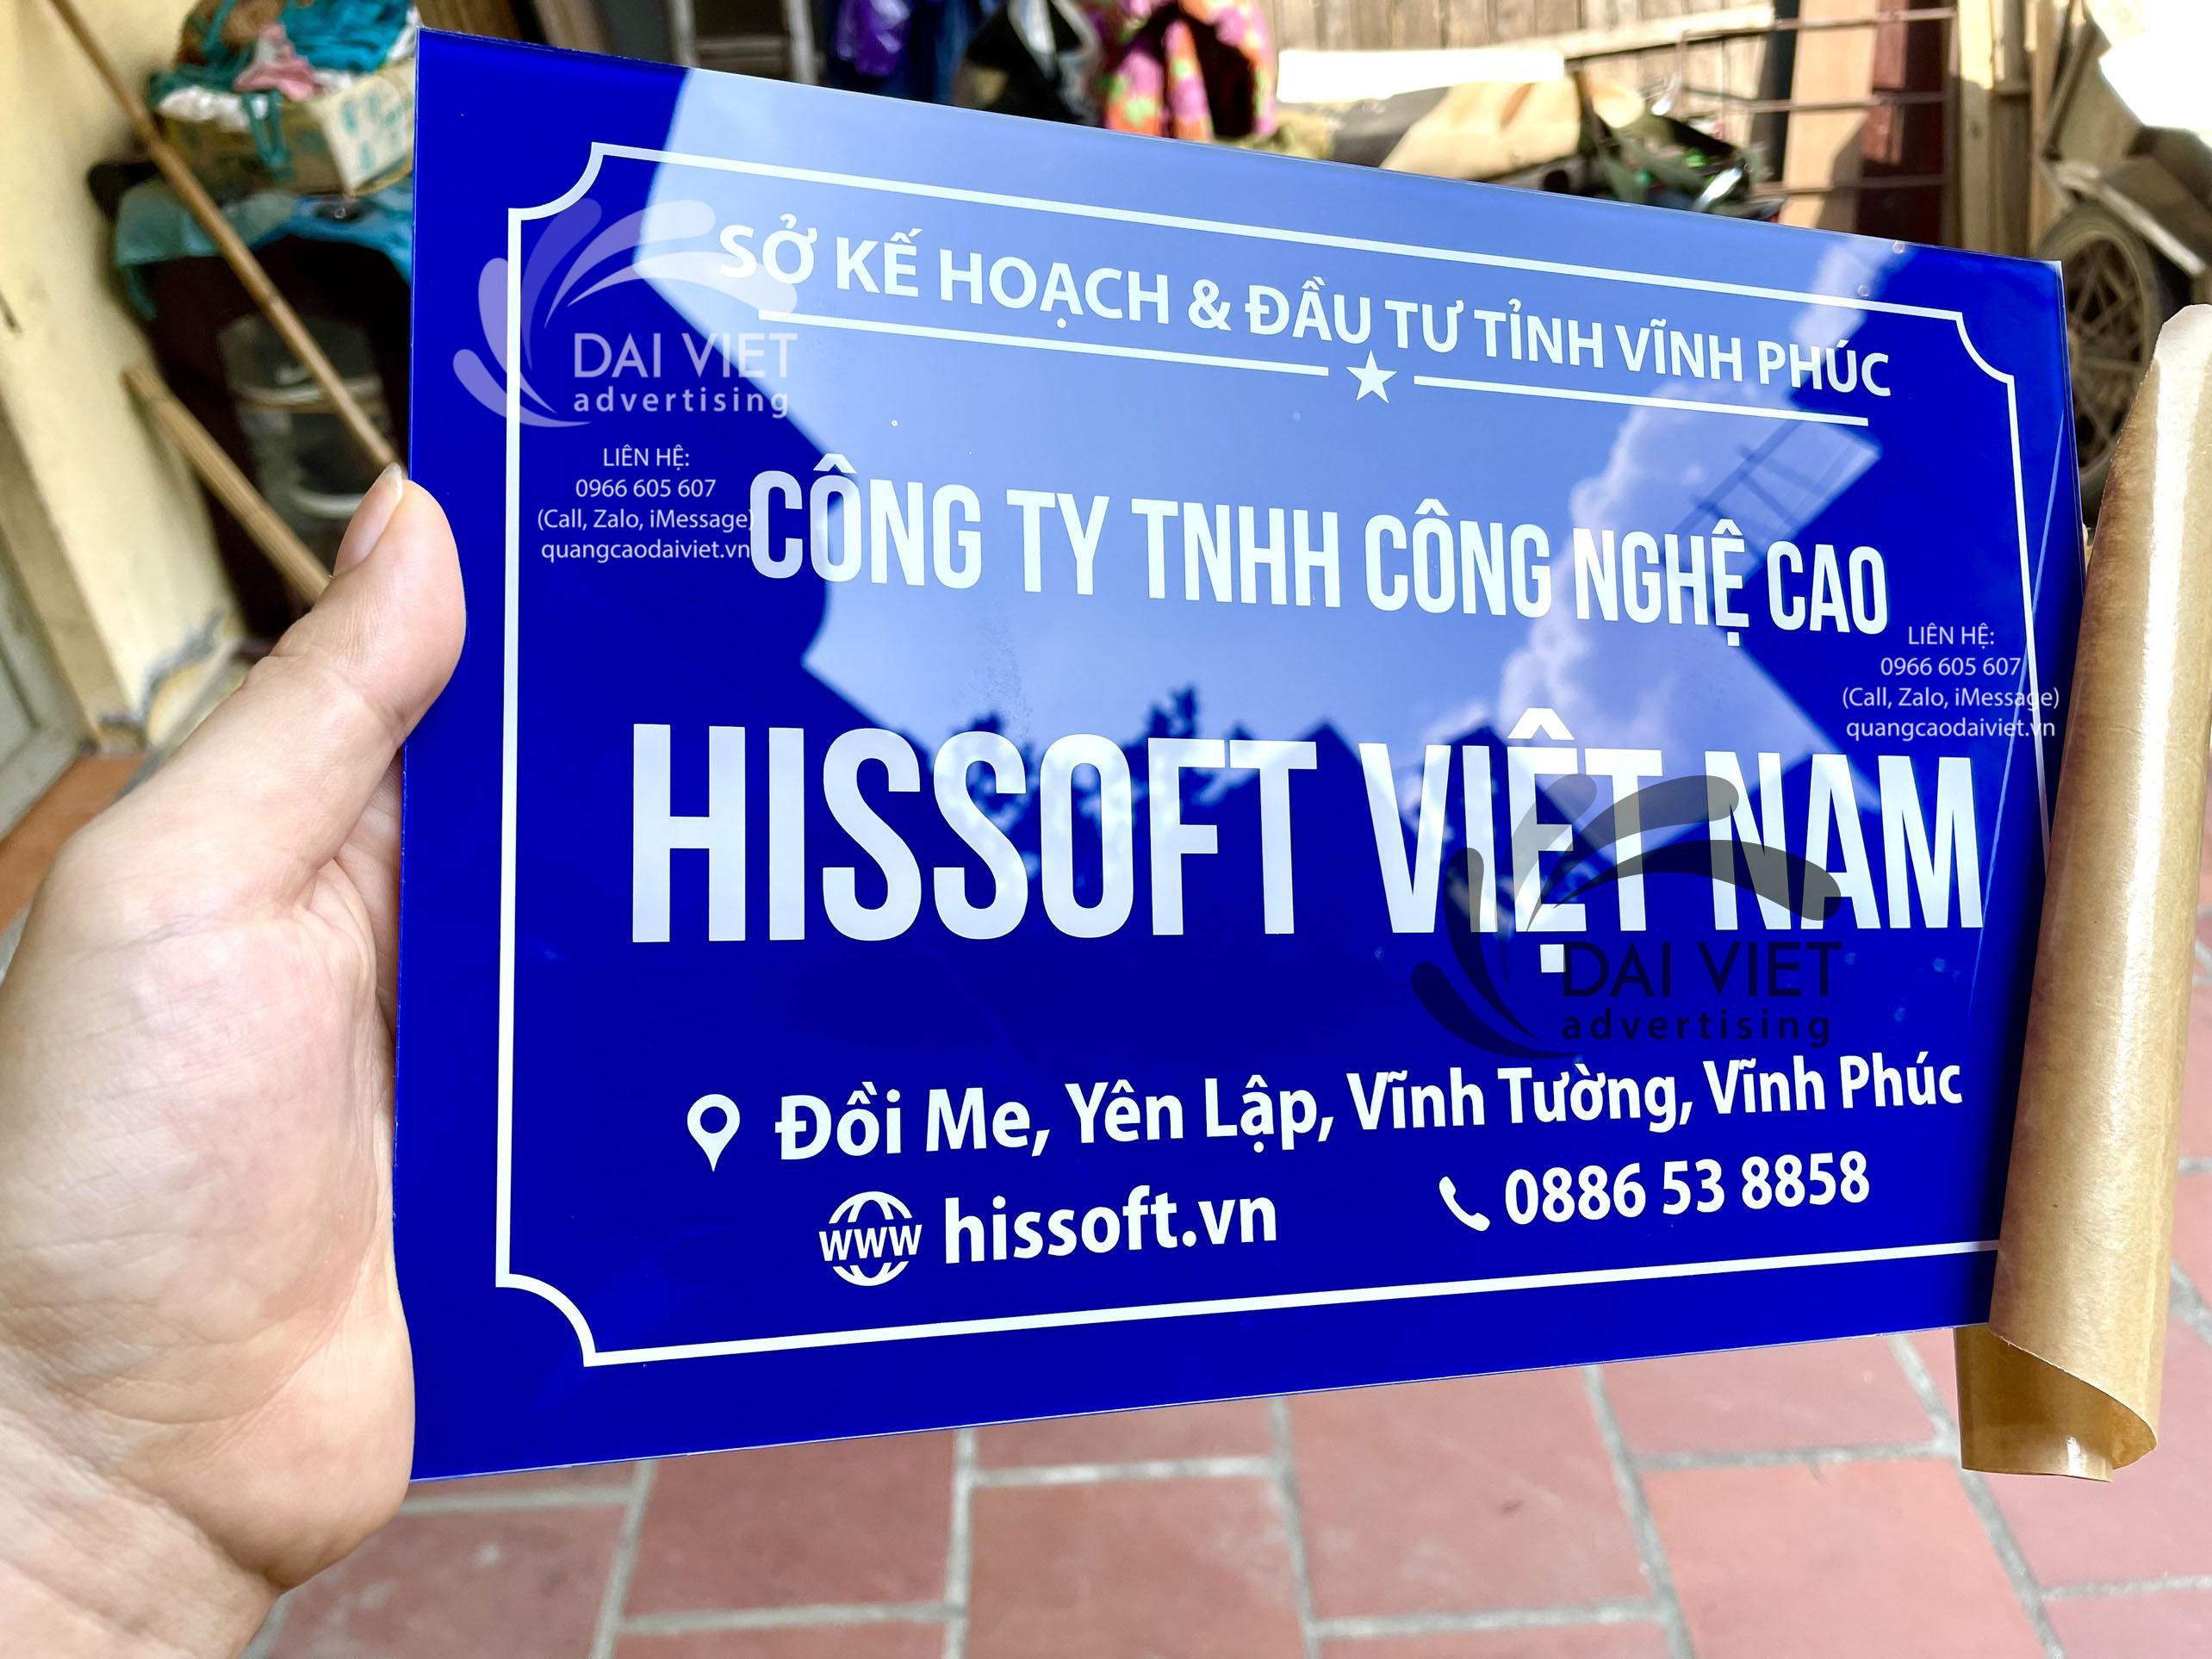 SỞ KẾ HOẠCH & ĐẦU TƯ TỈNH VĨNH PHÚC
DAI VIET
advertising
LIÊN HỆ:
0966 605 607
(Call, Zalo, iMessage)
quangcaodaiviet.vn
CÔNG TY TNHH CÔNG NGHỆ CAO
LIÊN HỆ:
0966 605 607
(Call, Zalo, iMessage)
quangcaodaiviet.vn
HISSOFT VIỆT NAM
DAI VIET
advertising
Đồi Me, Yên Lập, Vĩnh Tường, Vĩnh Phúc
www hissoft.vn 0886 53 8858